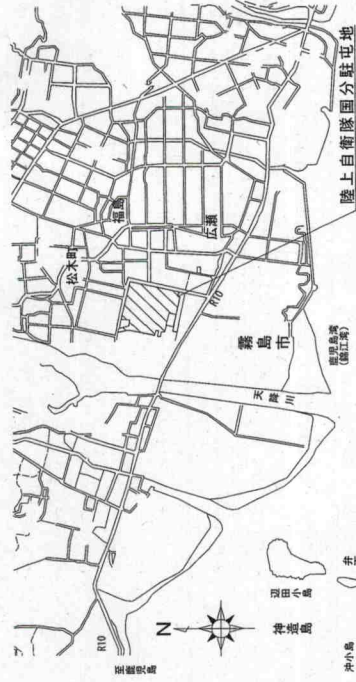 松木町
福島
広瀬
R10
霧島市
陸上自衛隊国分駐屯地
天降川
鹿児島湾
(錦江湾)
R10
至鹿児島
N
辺田小島
神造島
沖小島